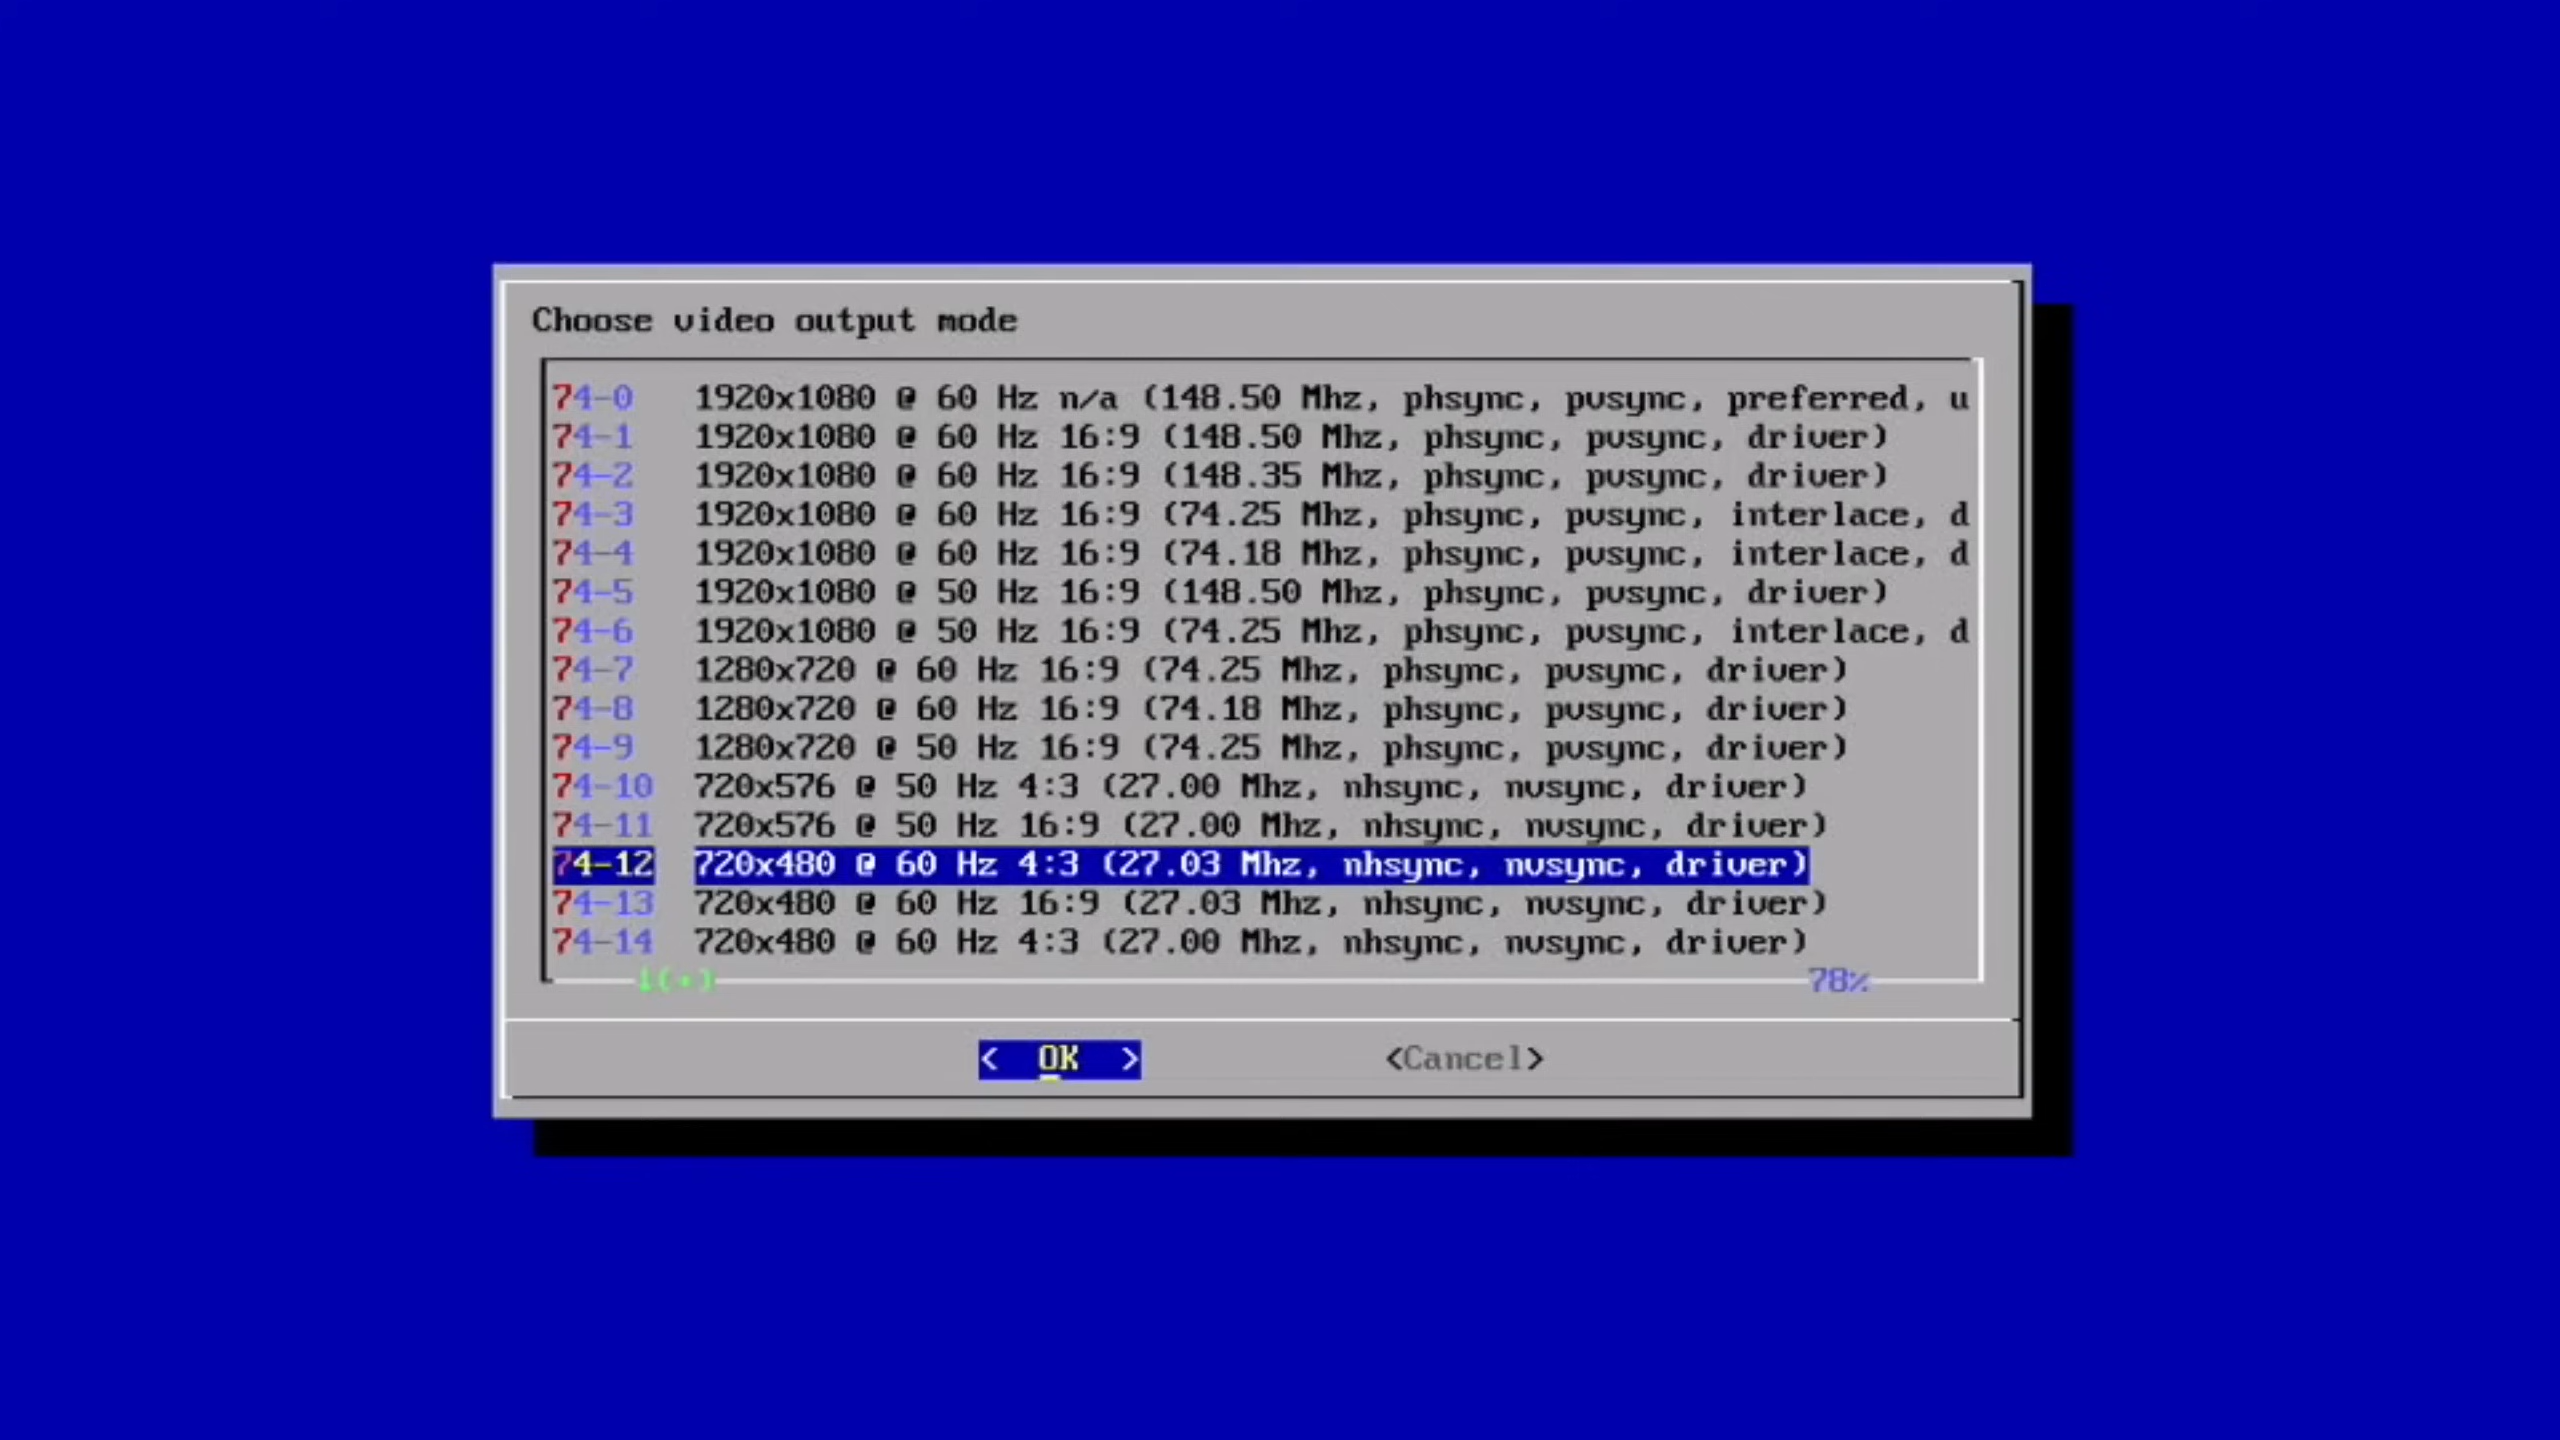 Choose video output mode
74-0 1920x1080 @ 60 Hz n/a (148.50 Mhz, phsync, pvsync, preferred, u
74-1 1920x1080 @ 60 Hz 16:9 (148.50 Mhz, phsync, pvsync, driver)
74-2 1920x1080 @ 60 Hz 16:9 (148.35 Mhz, phsync, pvsync, driver)
74-3 1920x1080 @ 60 Hz 16:9 (74.25 Mhz, phsync, pvsync, interlace, d
74-4 1920x1080 @ 60 Hz 16:9 (74.18 Mhz, phsync, pvsync, interlace, d
74-5 1920x1080 @ 50 Hz 16:9 (148.50 Mhz, phsync, pvsync, driver)
74-6 1920x1080 @ 50 Hz 16:9 (74.25 Mhz, phsync, pvsync, interlace, d
74-7 1280x720 @ 60 Hz 16:9 (74.25 Mhz, phsync, pvsync, driver)
74-8 1280x720 @ 60 Hz 16:9 (74.18 Mhz, phsync, pvsync, driver)
74-9 1280x720 @ 50 Hz 16:9 (74.25 Mhz, phsync, pvsync, driver)
74-10 720x576 @ 50 Hz 4:3 (27.00 Mhz, nhsync, nvsync, driver)
74-11 720x576 @ 50 Hz 16:9 (27.00 Mhz, nhsync, nvsync, driver)
74-12 720x480 @ 60 Hz 4:3 (27.03 Mhz, nhsync, nvsync, driver)
74-13 720x480 @ 60 Hz 16:9 (27.03 Mhz, nhsync, nvsync, driver)
74-14 720x480 @ 60 Hz 4:3 (27.00 Mhz, nhsync, nvsync, driver)
↓(+) 78%
< OK > <Cancel>